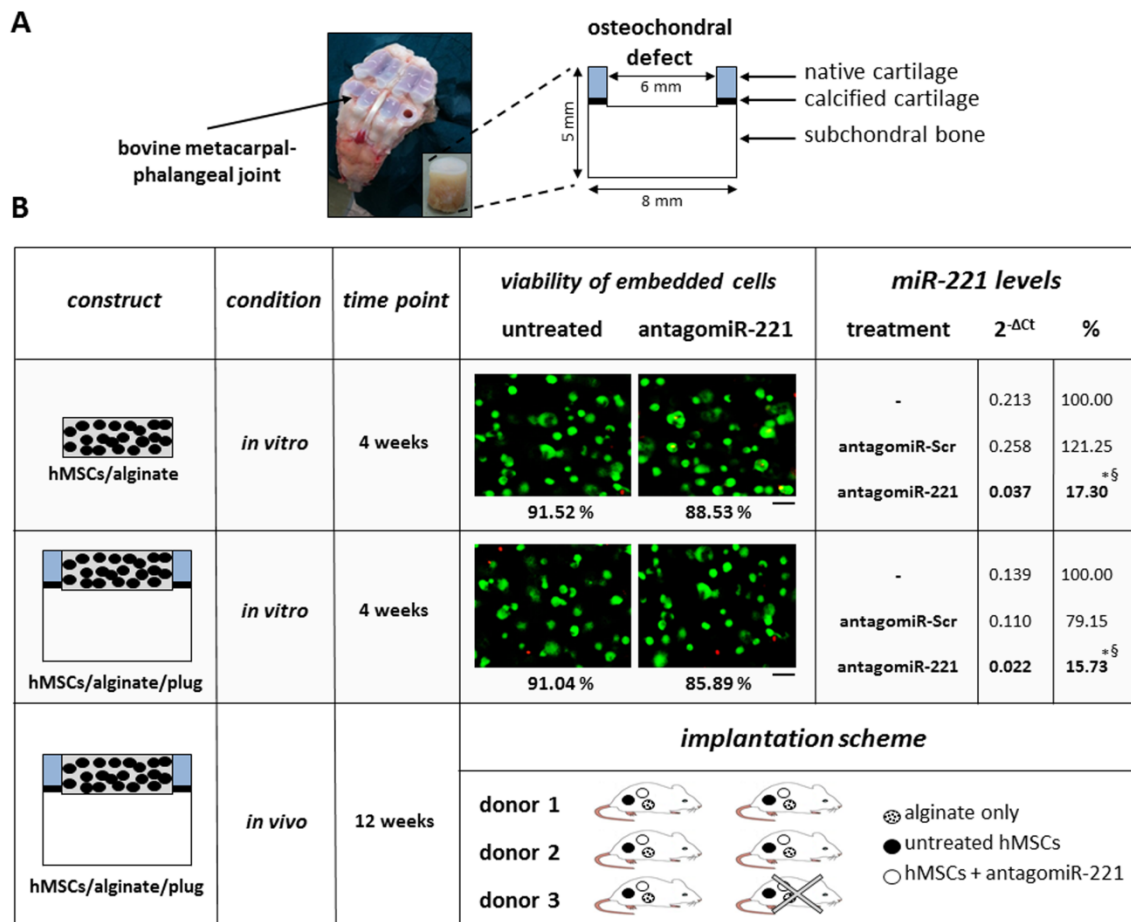 A
osteochondral
defect
6 mm
5 mm
8 mm
native cartilage
calcified cartilage
subchondral bone
bovine metacarpal-
phalangeal joint
B
construct
condition
time point
viability of embedded cells
untreated
antagomiR-221
miR-221 levels
treatment
2^-ΔCt
%
hMSCs/alginate
in vitro
4 weeks
91.52 %
88.53 %
- 0.213 100.00
antagomiR-Scr 0.258 121.25
antagomiR-221 0.037 17.30 *§
hMSCs/alginate/plug
in vitro
4 weeks
91.04 %
85.89 %
- 0.139 100.00
antagomiR-Scr 0.110 79.15
antagomiR-221 0.022 15.73 *§
hMSCs/alginate/plug
in vivo
12 weeks
implantation scheme
donor 1
donor 2
donor 3
alginate only
untreated hMSCs
hMSCs + antagomiR-221